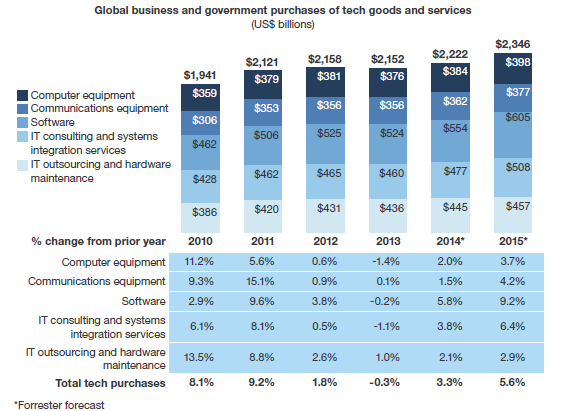 Global business and government purchases of tech goods and services
(US$ billions)
$1,941 $2,121 $2,158 $2,152 $2,222 $2,346
Computer equipment $359 $379 $381 $376 $384 $398
Communications equipment $306 $353 $356 $356 $362 $377
Software $462 $506 $525 $524 $554 $605
IT consulting and systems
integration services $428 $462 $465 $460 $477 $508
IT outsourcing and hardware
maintenance $386 $420 $431 $436 $445 $457
% change from prior year 2010 2011 2012 2013 2014* 2015*
Computer equipment 11.2% 5.6% 0.6% -1.4% 2.0% 3.7%
Communications equipment 9.3% 15.1% 0.9% 0.1% 1.5% 4.2%
Software 2.9% 9.6% 3.8% -0.2% 5.8% 9.2%
IT consulting and systems
integration services 6.1% 8.1% 0.5% -1.1% 3.8% 6.4%
IT outsourcing and hardware
maintenance 13.5% 8.8% 2.6% 1.0% 2.1% 2.9%
Total tech purchases 8.1% 9.2% 1.8% -0.3% 3.3% 5.6%
*Forrester forecast